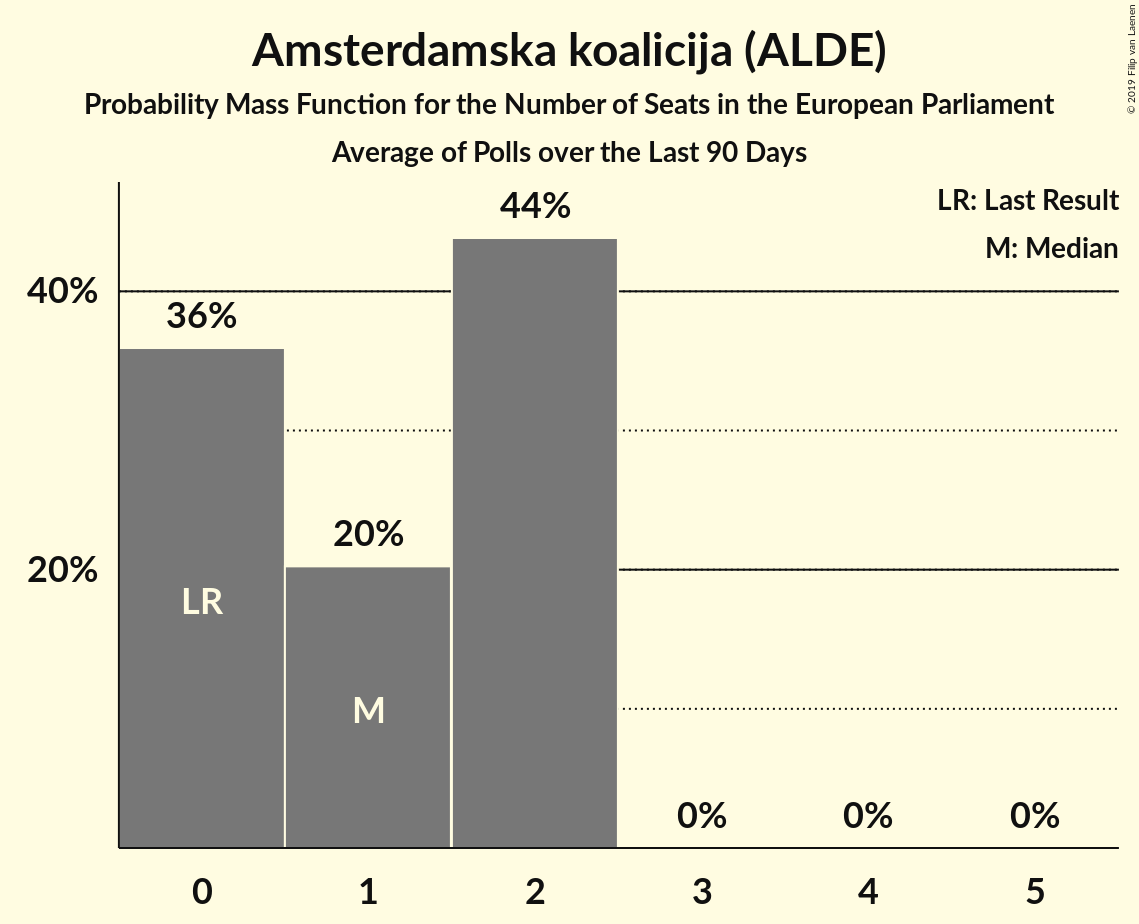 Amsterdamska koalicija (ALDE)
Probability Mass Function for the Number of Seats in the European Parliament
Average of Polls over the Last 90 Days
© 2019 Filip van Laenen
LR: Last Result
M: Median
44%
40%
36%
20%
20%
LR
M
0%
0%
0%
0
1
2
3
4
5